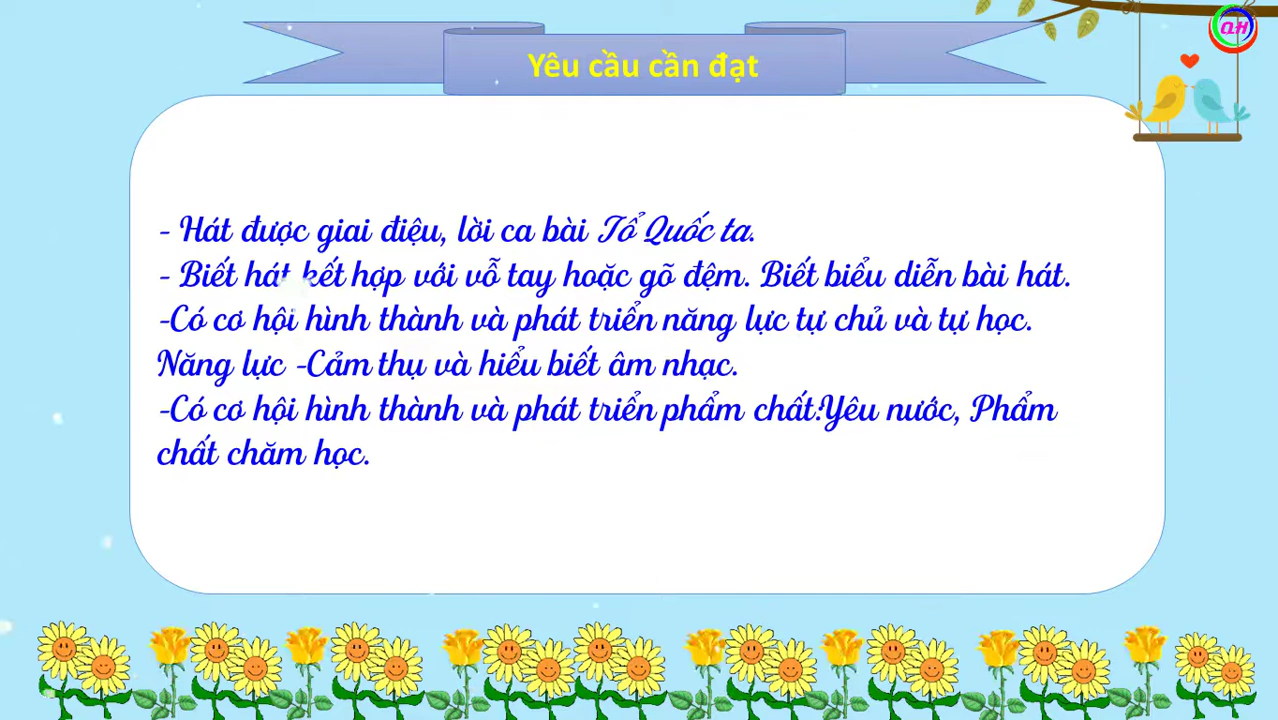 QH
Yêu cầu cần đạt
- Hát được giai điệu, lời ca bài Tổ Quốc ta.
- Biết hát kết hợp với vỗ tay hoặc gõ đệm. Biết biểu diễn bài hát.
-Có cơ hội hình thành và phát triển năng lực tự chủ và tự học.
Năng lực -Cảm thụ và hiểu biết âm nhạc.
-Có cơ hội hình thành và phát triển phẩm chất:Yêu nước, Phẩm
chất chăm học.